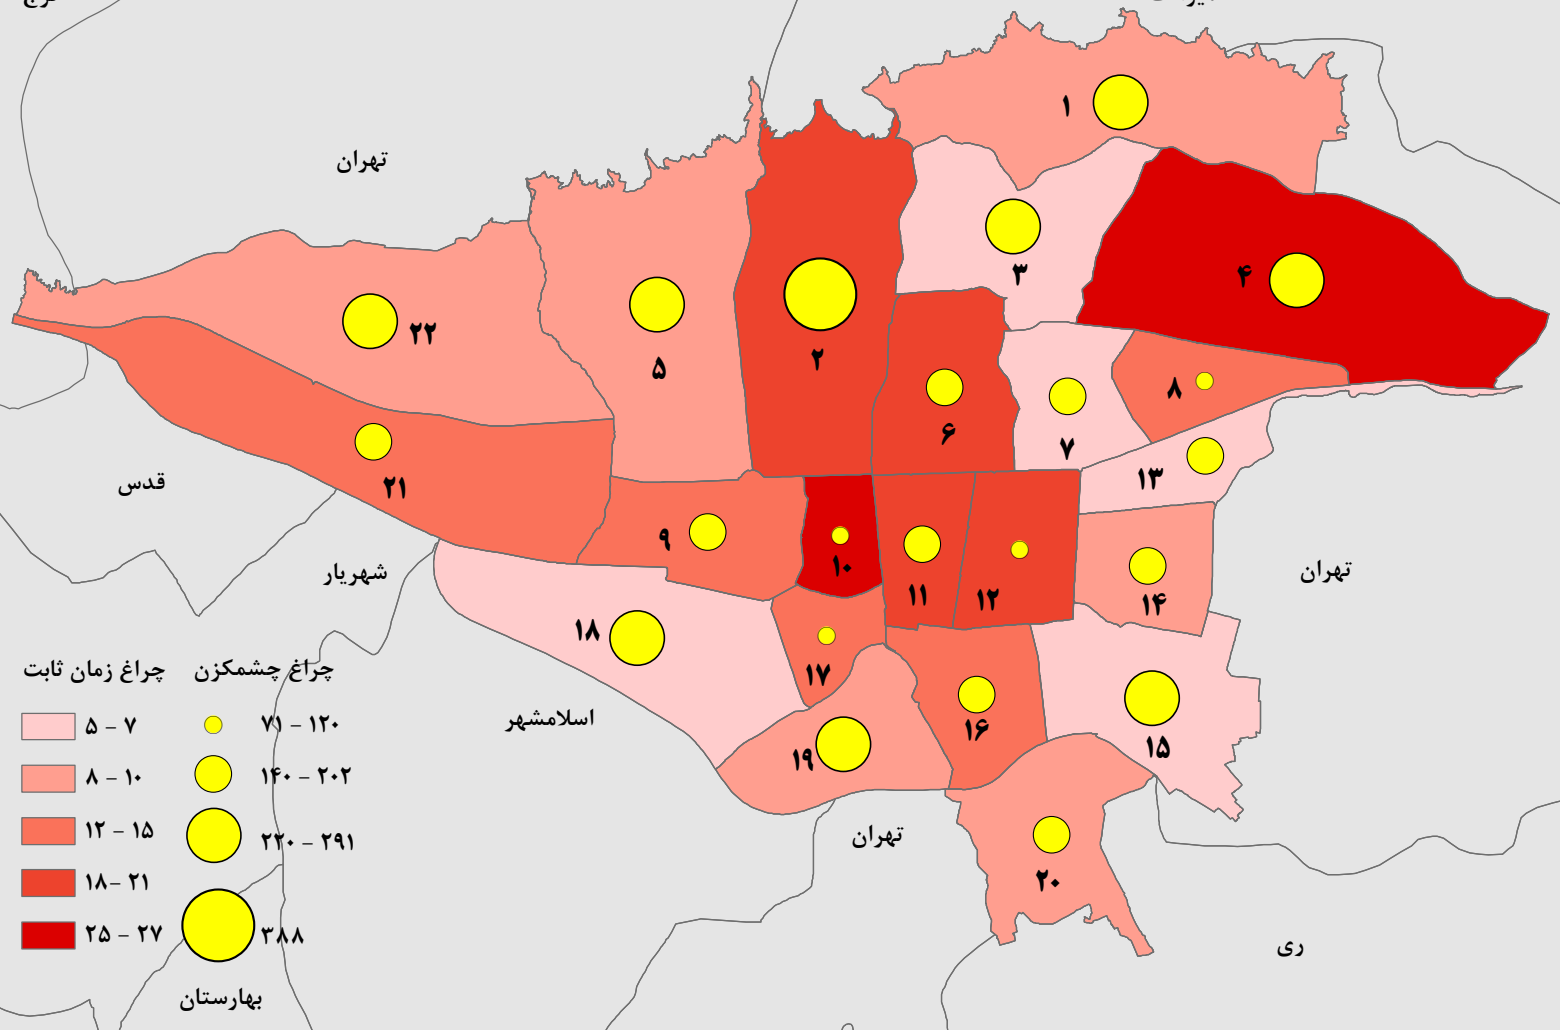 ۱
تهران
۳
۴
۲۲
۵
۲
۸
۶
۷
۱۳
قدس
۲۱
۹
۱۰
تهران
شهریار
۱۱
۱۲
۱۴
۱۸
۱۷
اسلامشهر
۱۶
۱۵
۱۹
تهران
۲۰
ری
چراغ زمان ثابت
۵ - ۷
۸ - ۱۰
۱۲ - ۱۵
۱۸- ۲۱
۲۵ - ۲۷
چراغ چشمکزن
۷۱ - ۱۲۰
۱۴۰ - ۲۰۲
۲۲۰ - ۲۹۱
۳۸۸
بهارستان